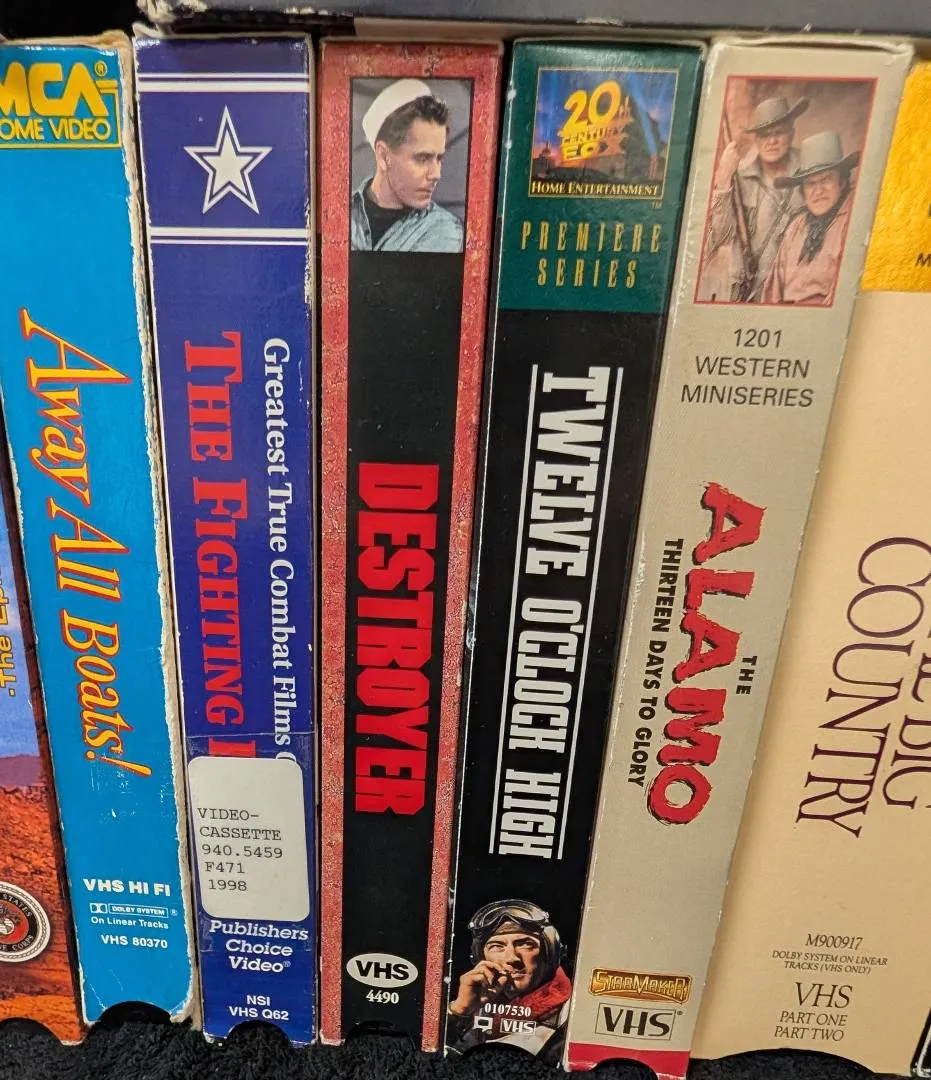 MCA®
HOME VIDEO
Away All Boats!
VHS HI FI
DOLBY SYSTEM ®
On Linear Tracks
VHS 80370
Greatest True Combat Films
THE FIGHTING
VIDEO-
CASSETTE
940.5459
F471
1998
Publishers
Choice
Video®
NSI
VHS Q62
DESTROYER
VHS
4490
20th
CENTURY
FOX
HOME ENTERTAINMENT
™
PREMIERE
SERIES
TWELVE O'CLOCK HIGH
0107530
VHS
1201
WESTERN
MINISERIES
THE
ALAMO
THIRTEEN DAYS TO GLORY
STARMAKER
VHS®
BIG
COUNTRY
M900917
DOLBY SYSTEM ON LINEAR
TRACKS (VHS ONLY)
VHS
PART ONE
PART TWO